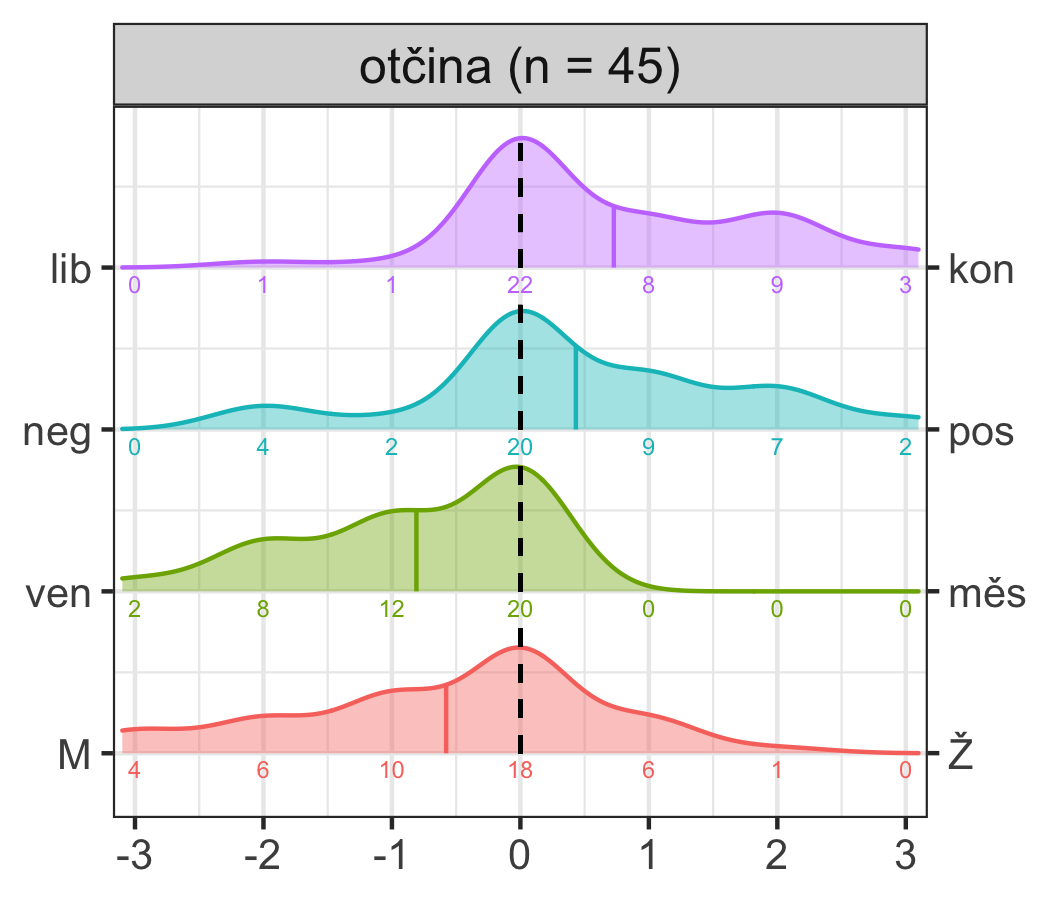 otčina (n = 45)
lib kon
0 1 1 22 8 9 3
neg pos
0 4 2 20 9 7 2
ven měs
2 8 12 20 0 0 0
M Ž
4 6 10 18 6 1 0
-3 -2 -1 0 1 2 3